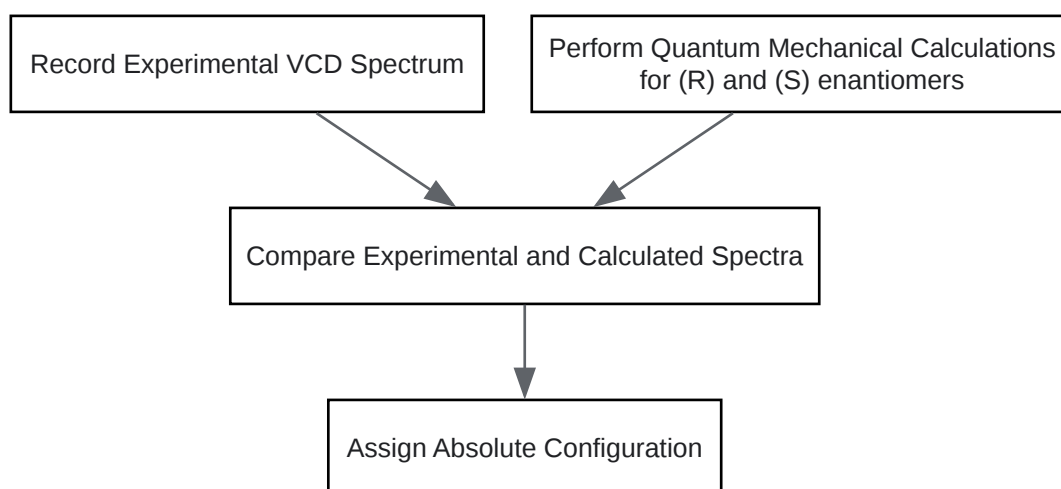 Record Experimental VCD Spectrum
Perform Quantum Mechanical Calculations
for (R) and (S) enantiomers
Compare Experimental and Calculated Spectra
Assign Absolute Configuration